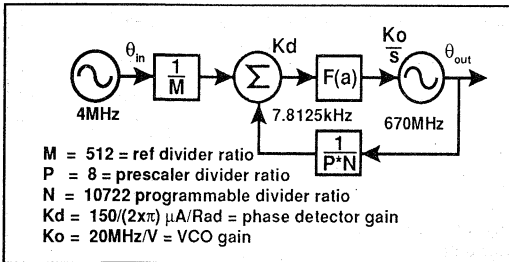 θin
1
M
Σ
Kd
F(a)
Ko
s
θout
4MHz
7.8125kHz
670MHz
1
P*N
M = 512 = ref divider ratio
P = 8 = prescaler divider ratio
N = 10722 programmable divider ratio
Kd = 150/(2xπ) µA/Rad = phase detector gain
Ko = 20MHz/V = VCO gain